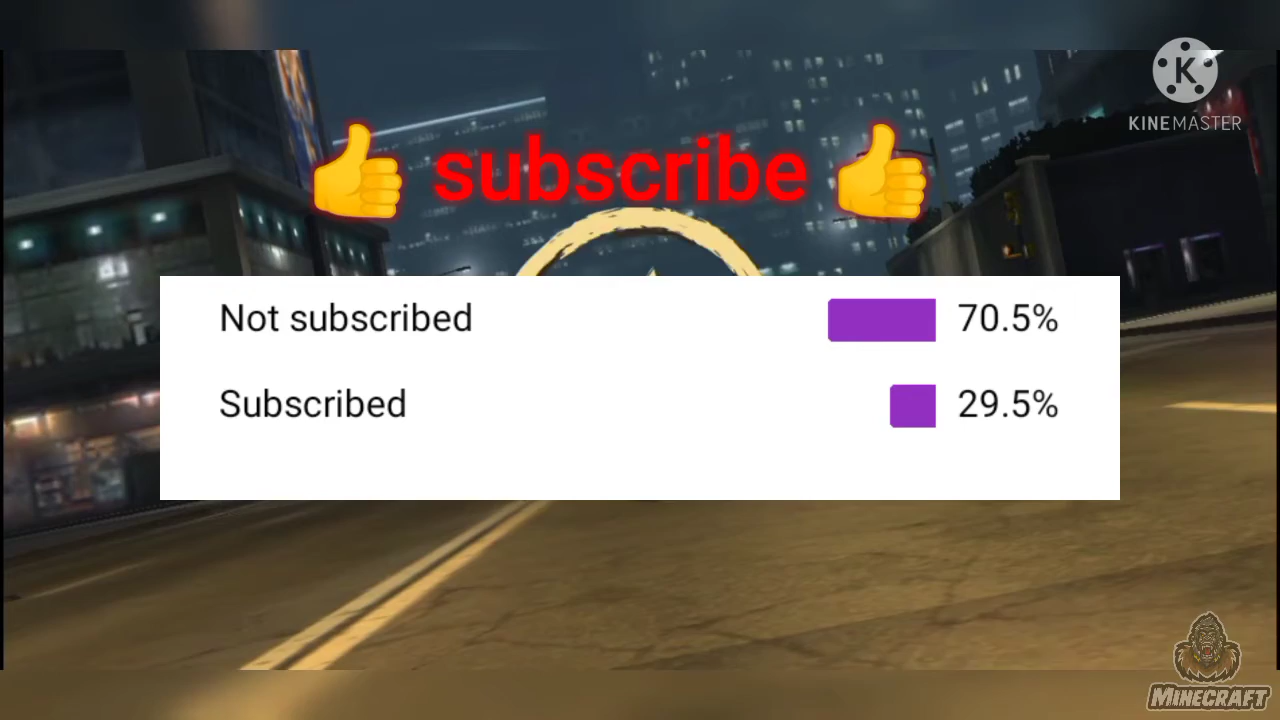 KINEMASTER
👍 subscribe 👍
Not subscribed 70.5%
Subscribed 29.5%
MINECRAFT